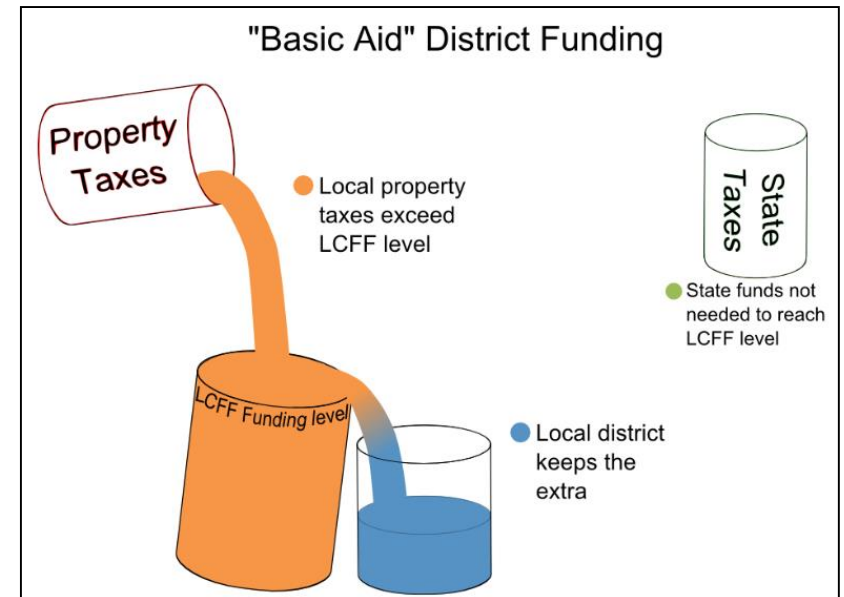 "Basic Aid" District Funding
Property
Taxes
Local property
taxes exceed
LCFF level
State
Taxes
State funds not
needed to reach
LCFF level
LCFF Funding level
Local district
keeps the
extra